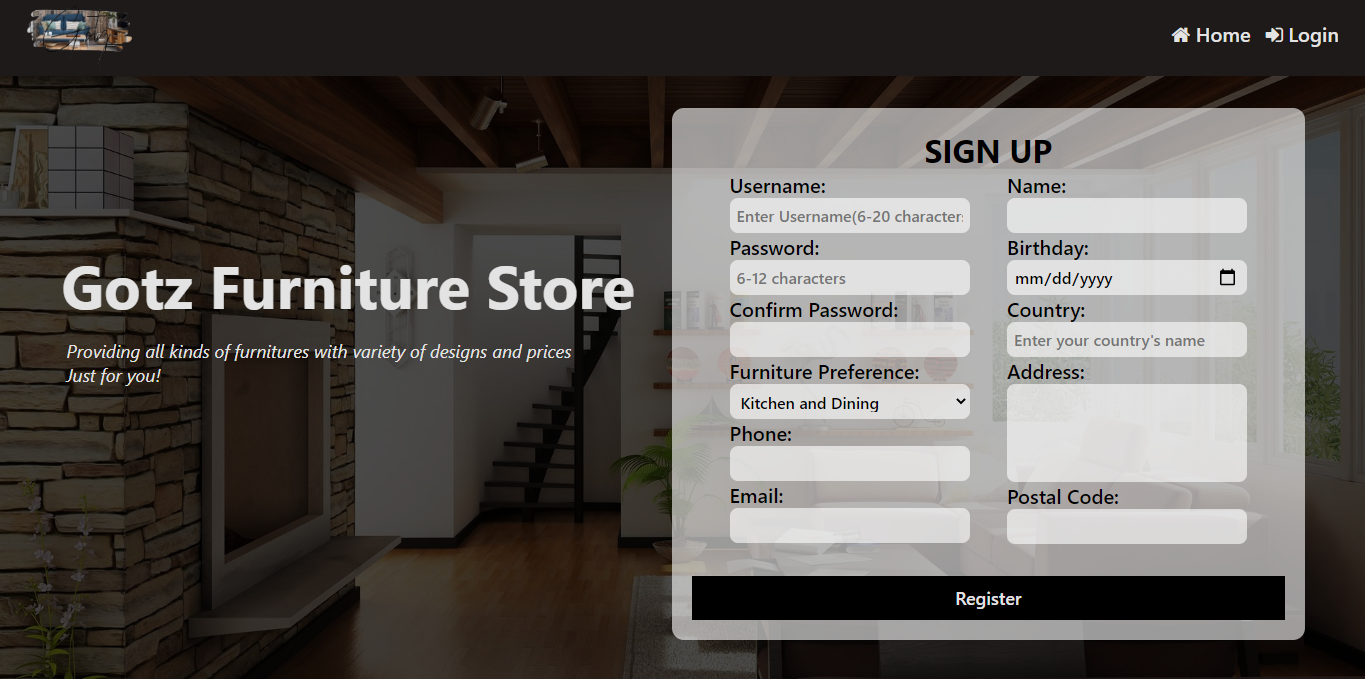 Home Login
Gotz Furniture Store
Providing all kinds of furnitures with variety of designs and prices
Just for you!
SIGN UP
Username:
Enter Username(6-20 characters
Password:
6-12 characters
Confirm Password:
Furniture Preference:
Kitchen and Dining
Phone:
Email:
Name:
Birthday:
mm/dd/yyyy
Country:
Enter your country's name
Address:
Postal Code:
Register